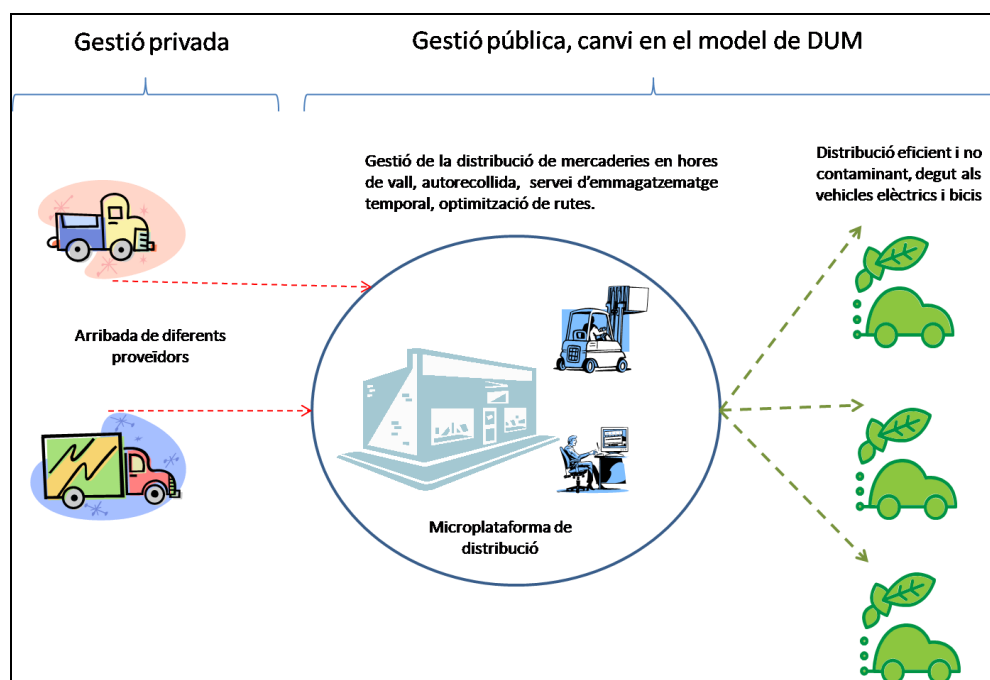 Gestió privada
Gestió pública, canvi en el model de DUM
Gestió de la distribució de mercaderies en hores
de vall, autorecollida, servei d'emmagatzematge
temporal, optimització de rutes.
Distribució eficient i no
contaminant, degut als
vehicles elèctrics i bicis
Arribada de diferents
proveïdors
Microplataforma de
distribució